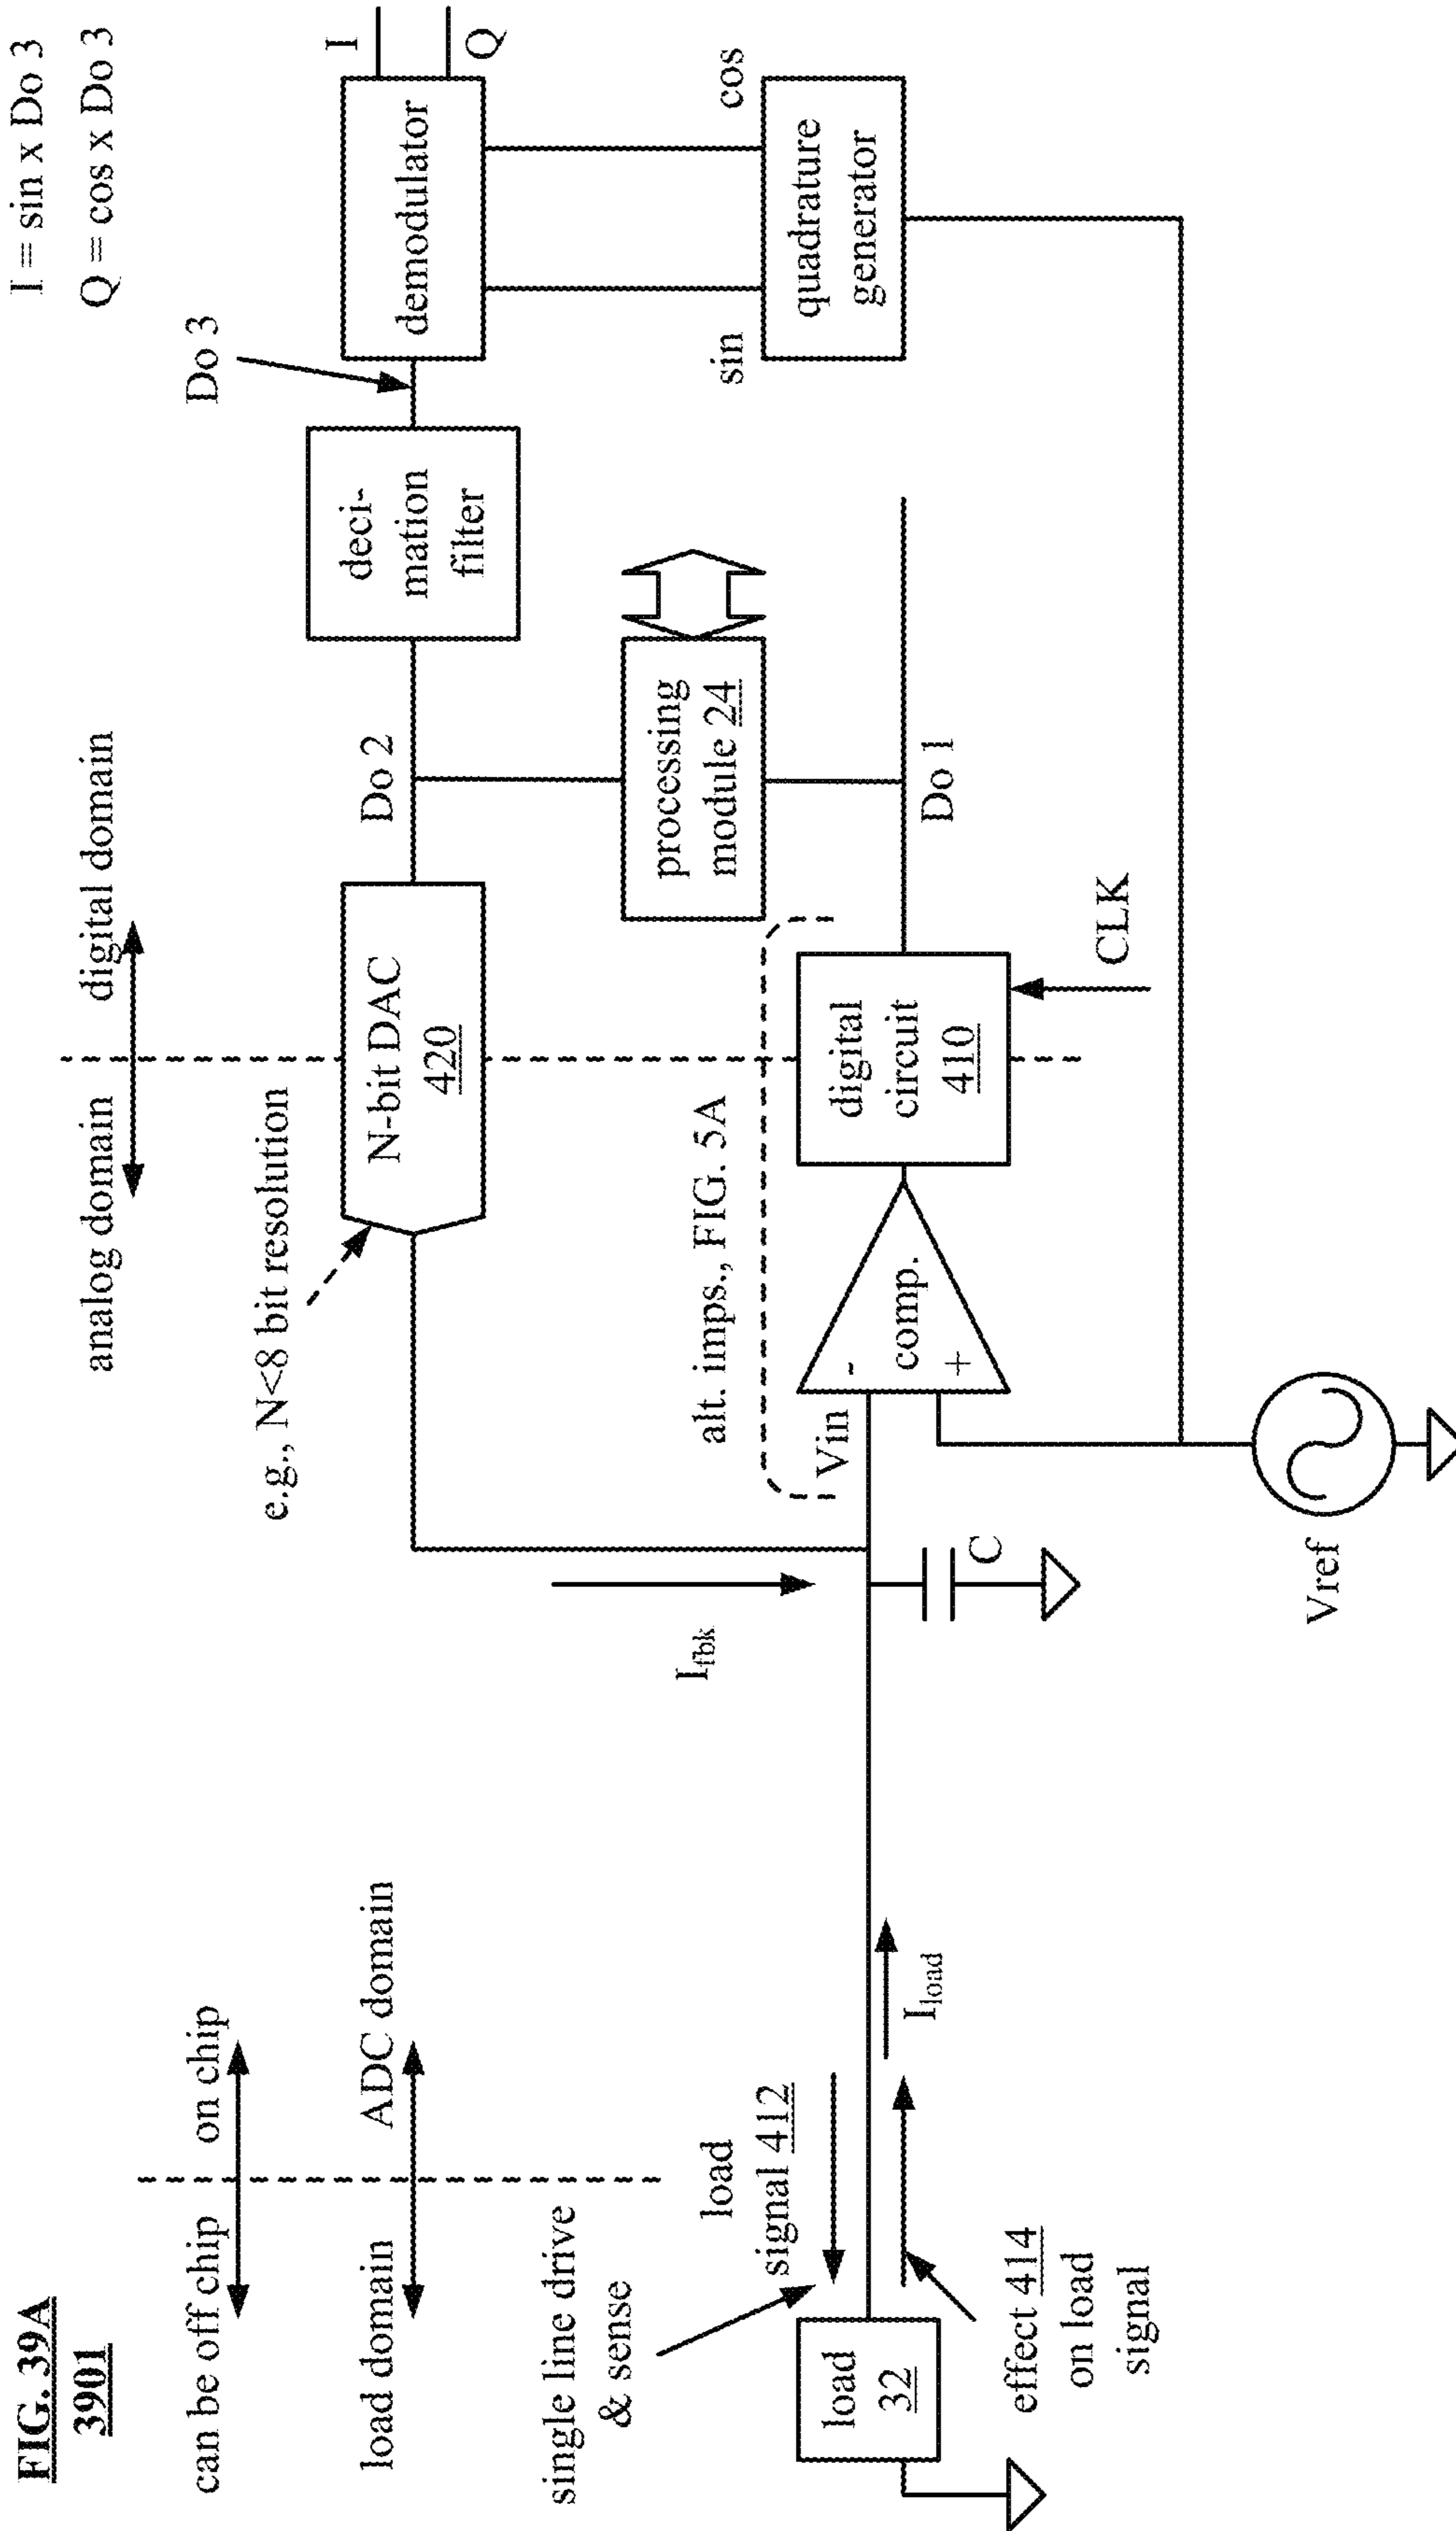 FIG. 39A
3901
can be off chip
on chip
load domain
ADC domain
single line drive
& sense
load
signal 412
load
32
effect 414
on load
signal
Iload
analog domain
digital domain
e.g., N<8 bit resolution
N-bit DAC
420
Ifbk
alt. imps., FIG. 5A
Vin
-
comp.
+
C
Vref
digital
circuit
410
CLK
Do 1
Do 2
processing
module 24
deci-
mation
filter
Do 3
demodulator
I
Q
I = sin x Do 3
Q = cos x Do 3
sin
cos
quadrature
generator